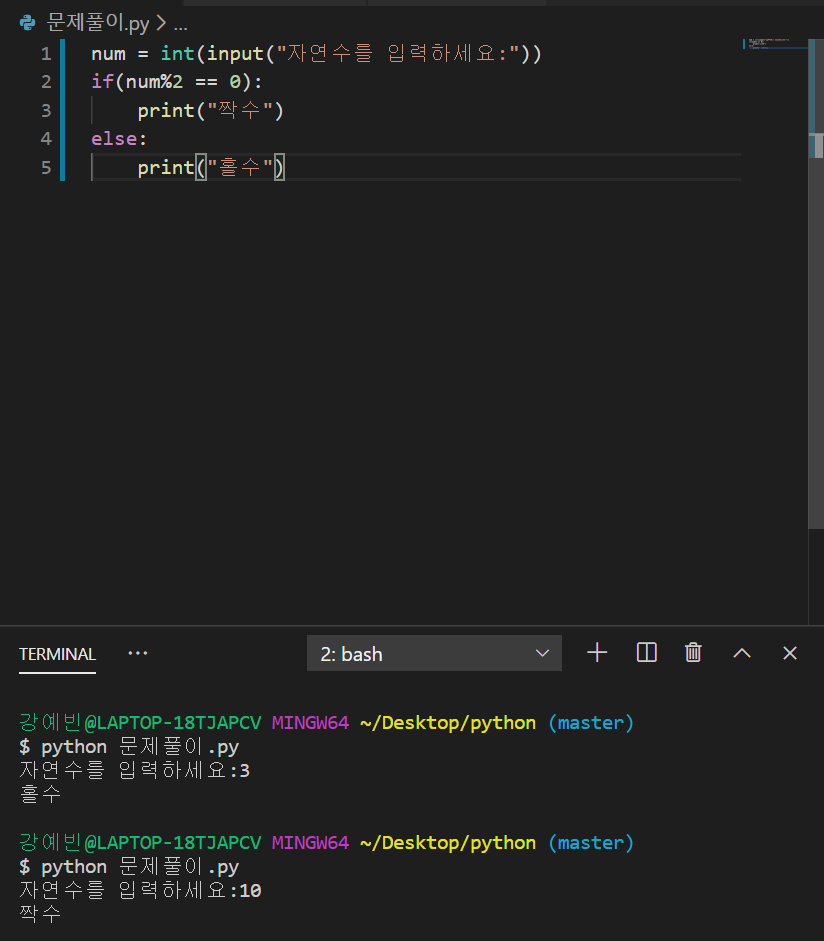 문제풀이.py > ...
1 num = int(input("자연수를 입력하세요:"))
2 if(num%2 == 0):
3     print("짝수")
4 else:
5     print("홀수")
TERMINAL ··· 2: bash
강예빈@LAPTOP-18TJAPCV MINGW64 ~/Desktop/python (master)
$ python 문제풀이.py
자연수를 입력하세요:3
홀수
강예빈@LAPTOP-18TJAPCV MINGW64 ~/Desktop/python (master)
$ python 문제풀이.py
자연수를 입력하세요:10
짝수